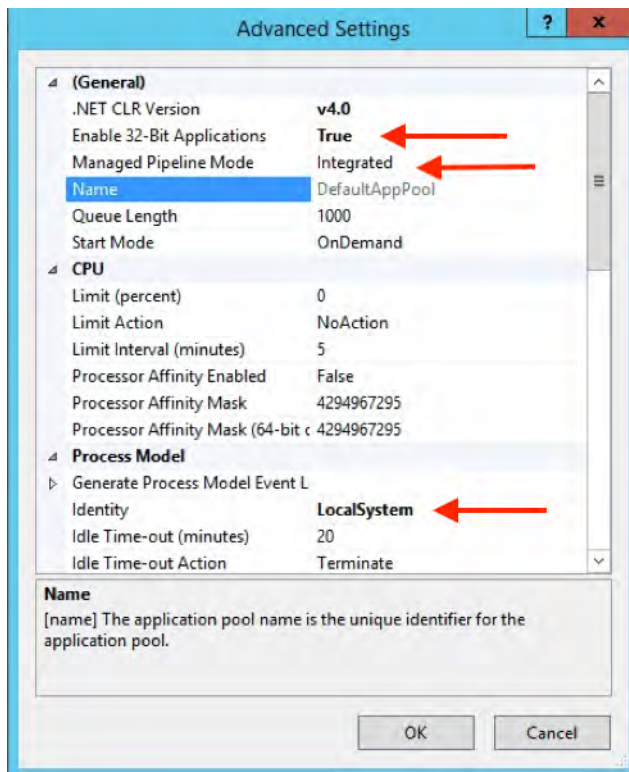 Advanced Settings
? x
(General)
.NET CLR Version v4.0
Enable 32-Bit Applications True
Managed Pipeline Mode Integrated
Name DefaultAppPool
Queue Length 1000
Start Mode OnDemand
CPU
Limit (percent) 0
Limit Action NoAction
Limit Interval (minutes) 5
Processor Affinity Enabled False
Processor Affinity Mask 4294967295
Processor Affinity Mask (64-bit c 4294967295
Process Model
Generate Process Model Event L
Identity LocalSystem
Idle Time-out (minutes) 20
Idle Time-out Action Terminate
Name
[name] The application pool name is the unique identifier for the
application pool.
OK Cancel